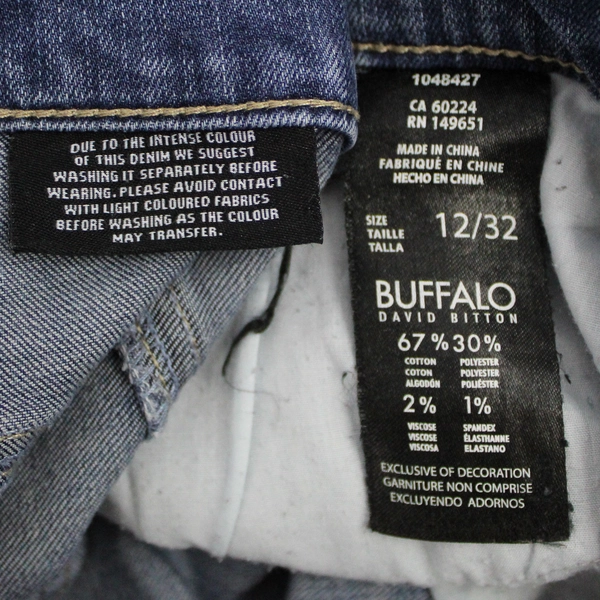 DUE TO THE INTENSE COLOUR
OF THIS DENIM WE SUGGEST
WASHING IT SEPARATELY BEFORE
WEARING. PLEASE AVOID CONTACT
WITH LIGHT COLOURED FABRICS
BEFORE WASHING AS THE COLOUR
MAY TRANSFER.
1048427
CA 60224
RN 149651
MADE IN CHINA
FABRIQUÉ EN CHINE
HECHO EN CHINA
SIZE
TAILLE
TALLA
12/32
BUFFALO
DAVID BITTON
67% 30%
COTTON POLYESTER
COTON POLYESTER
ALGODÓN POLIÉSTER
2% 1%
VISCOSE SPANDEX
VISCOSE ÉLASTHANNE
VISCOSA ELASTANO
EXCLUSIVE OF DECORATION
GARNITURE NON COMPRISE
EXCLUYENDO ADORNOS